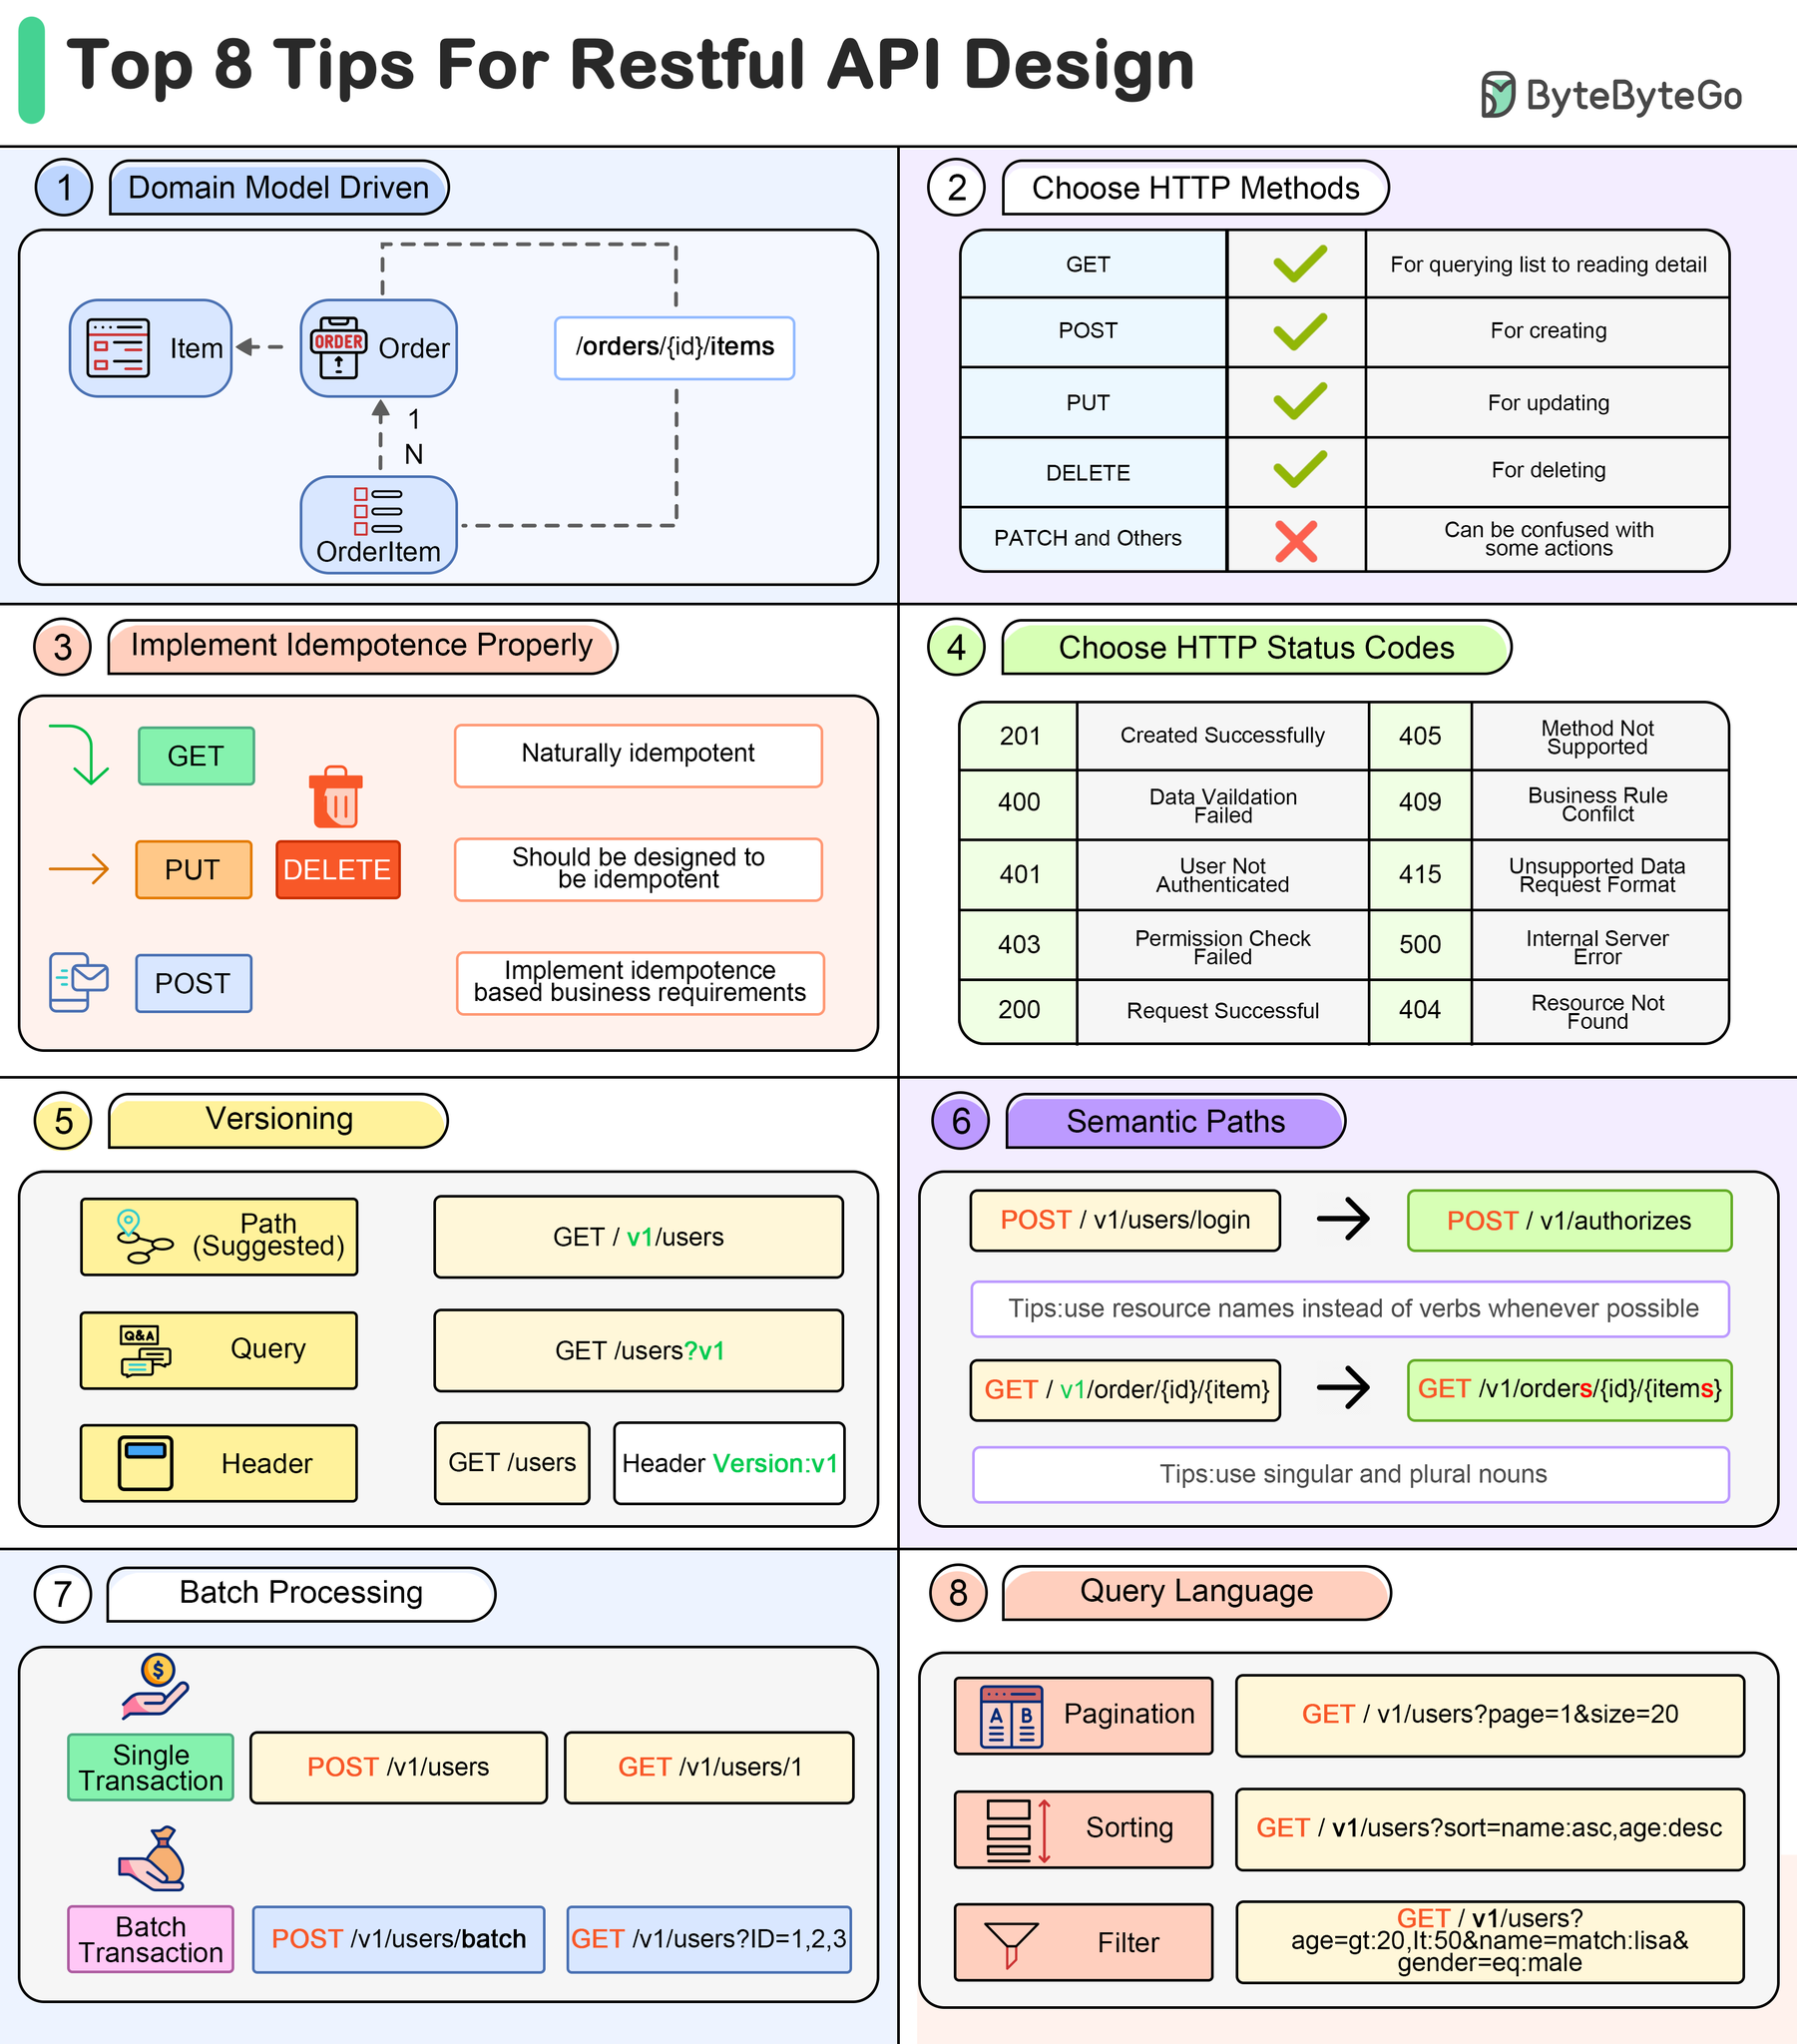 Top 8 Tips For Restful API Design
ByteByteGo
1
Domain Model Driven
Item
ORDER
Order
/orders/{id}/items
1
N
OrderItem
2
Choose HTTP Methods
GET
For querying list to reading detail
POST
For creating
PUT
For updating
DELETE
For deleting
PATCH and Others
Can be confused with
some actions
3
Implement Idempotence Properly
GET
Naturally idempotent
PUT
DELETE
Should be designed to
be idempotent
POST
Implement idempotence
based business requirements
4
Choose HTTP Status Codes
201
Created Successfully
405
Method Not
Supported
400
Data Vaildation
Failed
409
Business Rule
Confilct
401
User Not
Authenticated
415
Unsupported Data
Request Format
403
Permission Check
Failed
500
Internal Server
Error
200
Request Successful
404
Resource Not
Found
5
Versioning
Path
(Suggested)
GET / v1/users
Q&A
Query
GET /users?v1
Header
GET /users
Header Version:v1
6
Semantic Paths
POST / v1/users/login
POST / v1/authorizes
Tips:use resource names instead of verbs whenever possible
GET / v1/order/{id}/{item}
GET /v1/orders/{id}/{items}
Tips:use singular and plural nouns
7
Batch Processing
$
Single
Transaction
POST /v1/users
GET /v1/users/1
Batch
Transaction
POST /v1/users/batch
GET /v1/users?ID=1,2,3
8
Query Language
A B
Pagination
GET / v1/users?page=1&size=20
Sorting
GET / v1/users?sort=name:asc,age:desc
Filter
GET / v1/users?
age=gt:20,lt:50&name=match:lisa&
gender=eq:male